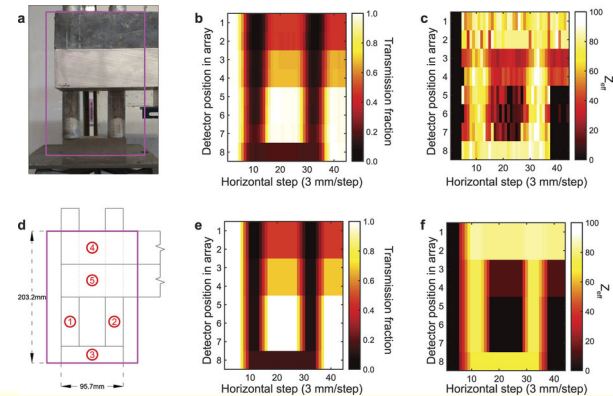 a
b
1
2
3
4
5
6
7
8
Detector position in array
10 20 30 40
Horizontal step (3 mm/step)
1.0
0.8
0.6
0.4
0.2
0.0
Transmission fraction
c
1
2
3
4
5
6
7
8
Detector position in array
10 20 30 40
Horizontal step (3 mm/step)
100
80
60
40
20
0
Zeff
d
4
5
1 2
3
203.2mm
95.7mm
e
1
2
3
4
5
6
7
8
Detector position in array
10 20 30 40
Horizontal step (3 mm/step)
1.0
0.8
0.6
0.4
0.2
0.0
Transmission fraction
f
1
2
3
4
5
6
7
8
Detector position in array
10 20 30 40
Horizontal step (3 mm/step)
100
80
60
40
20
0
Zeff